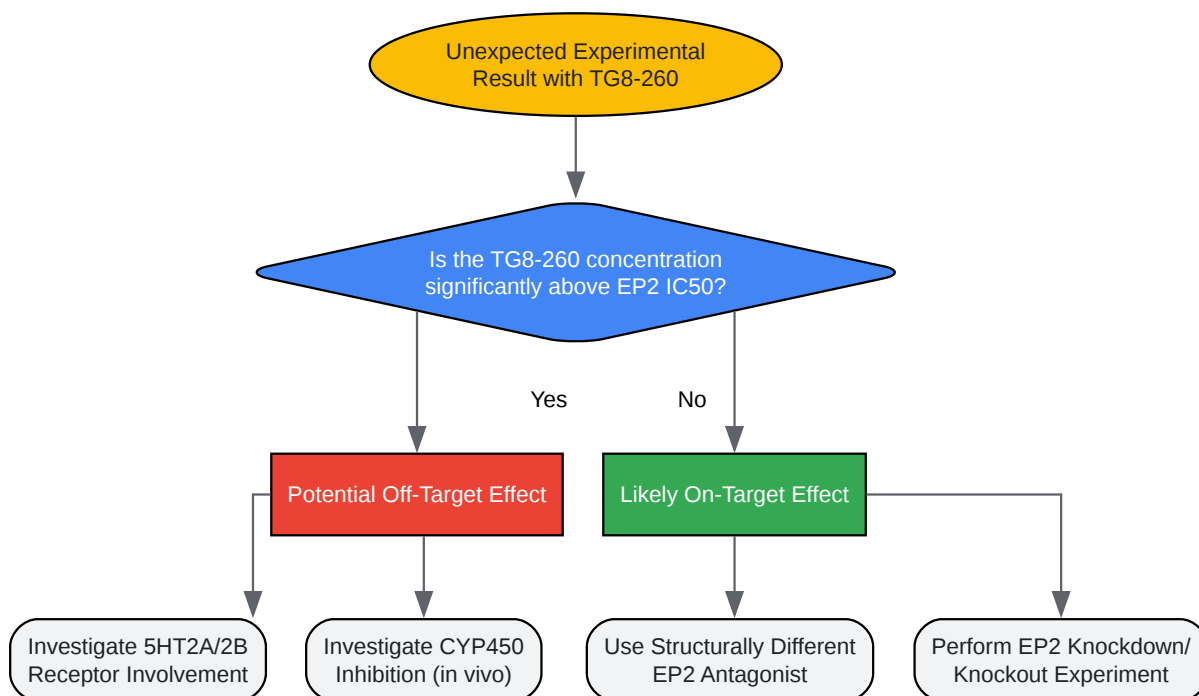 Unexpected Experimental
Result with TG8-260
Is the TG8-260 concentration
significantly above EP2 IC50?
Yes
No
Potential Off-Target Effect
Likely On-Target Effect
Investigate 5HT2A/2B
Receptor Involvement
Investigate CYP450
Inhibition (in vivo)
Use Structurally Different
EP2 Antagonist
Perform EP2 Knockdown/
Knockout Experiment